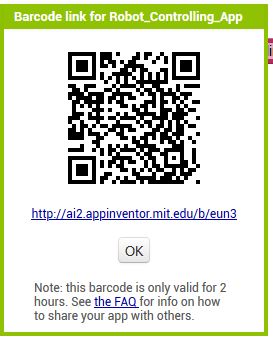 Barcode link for Robot_Controlling_App
http://ai2.appinventor.mit.edu/b/eun3
OK
Note: this barcode is only valid for 2
hours. See the FAQ for info on how
to share your app with others.